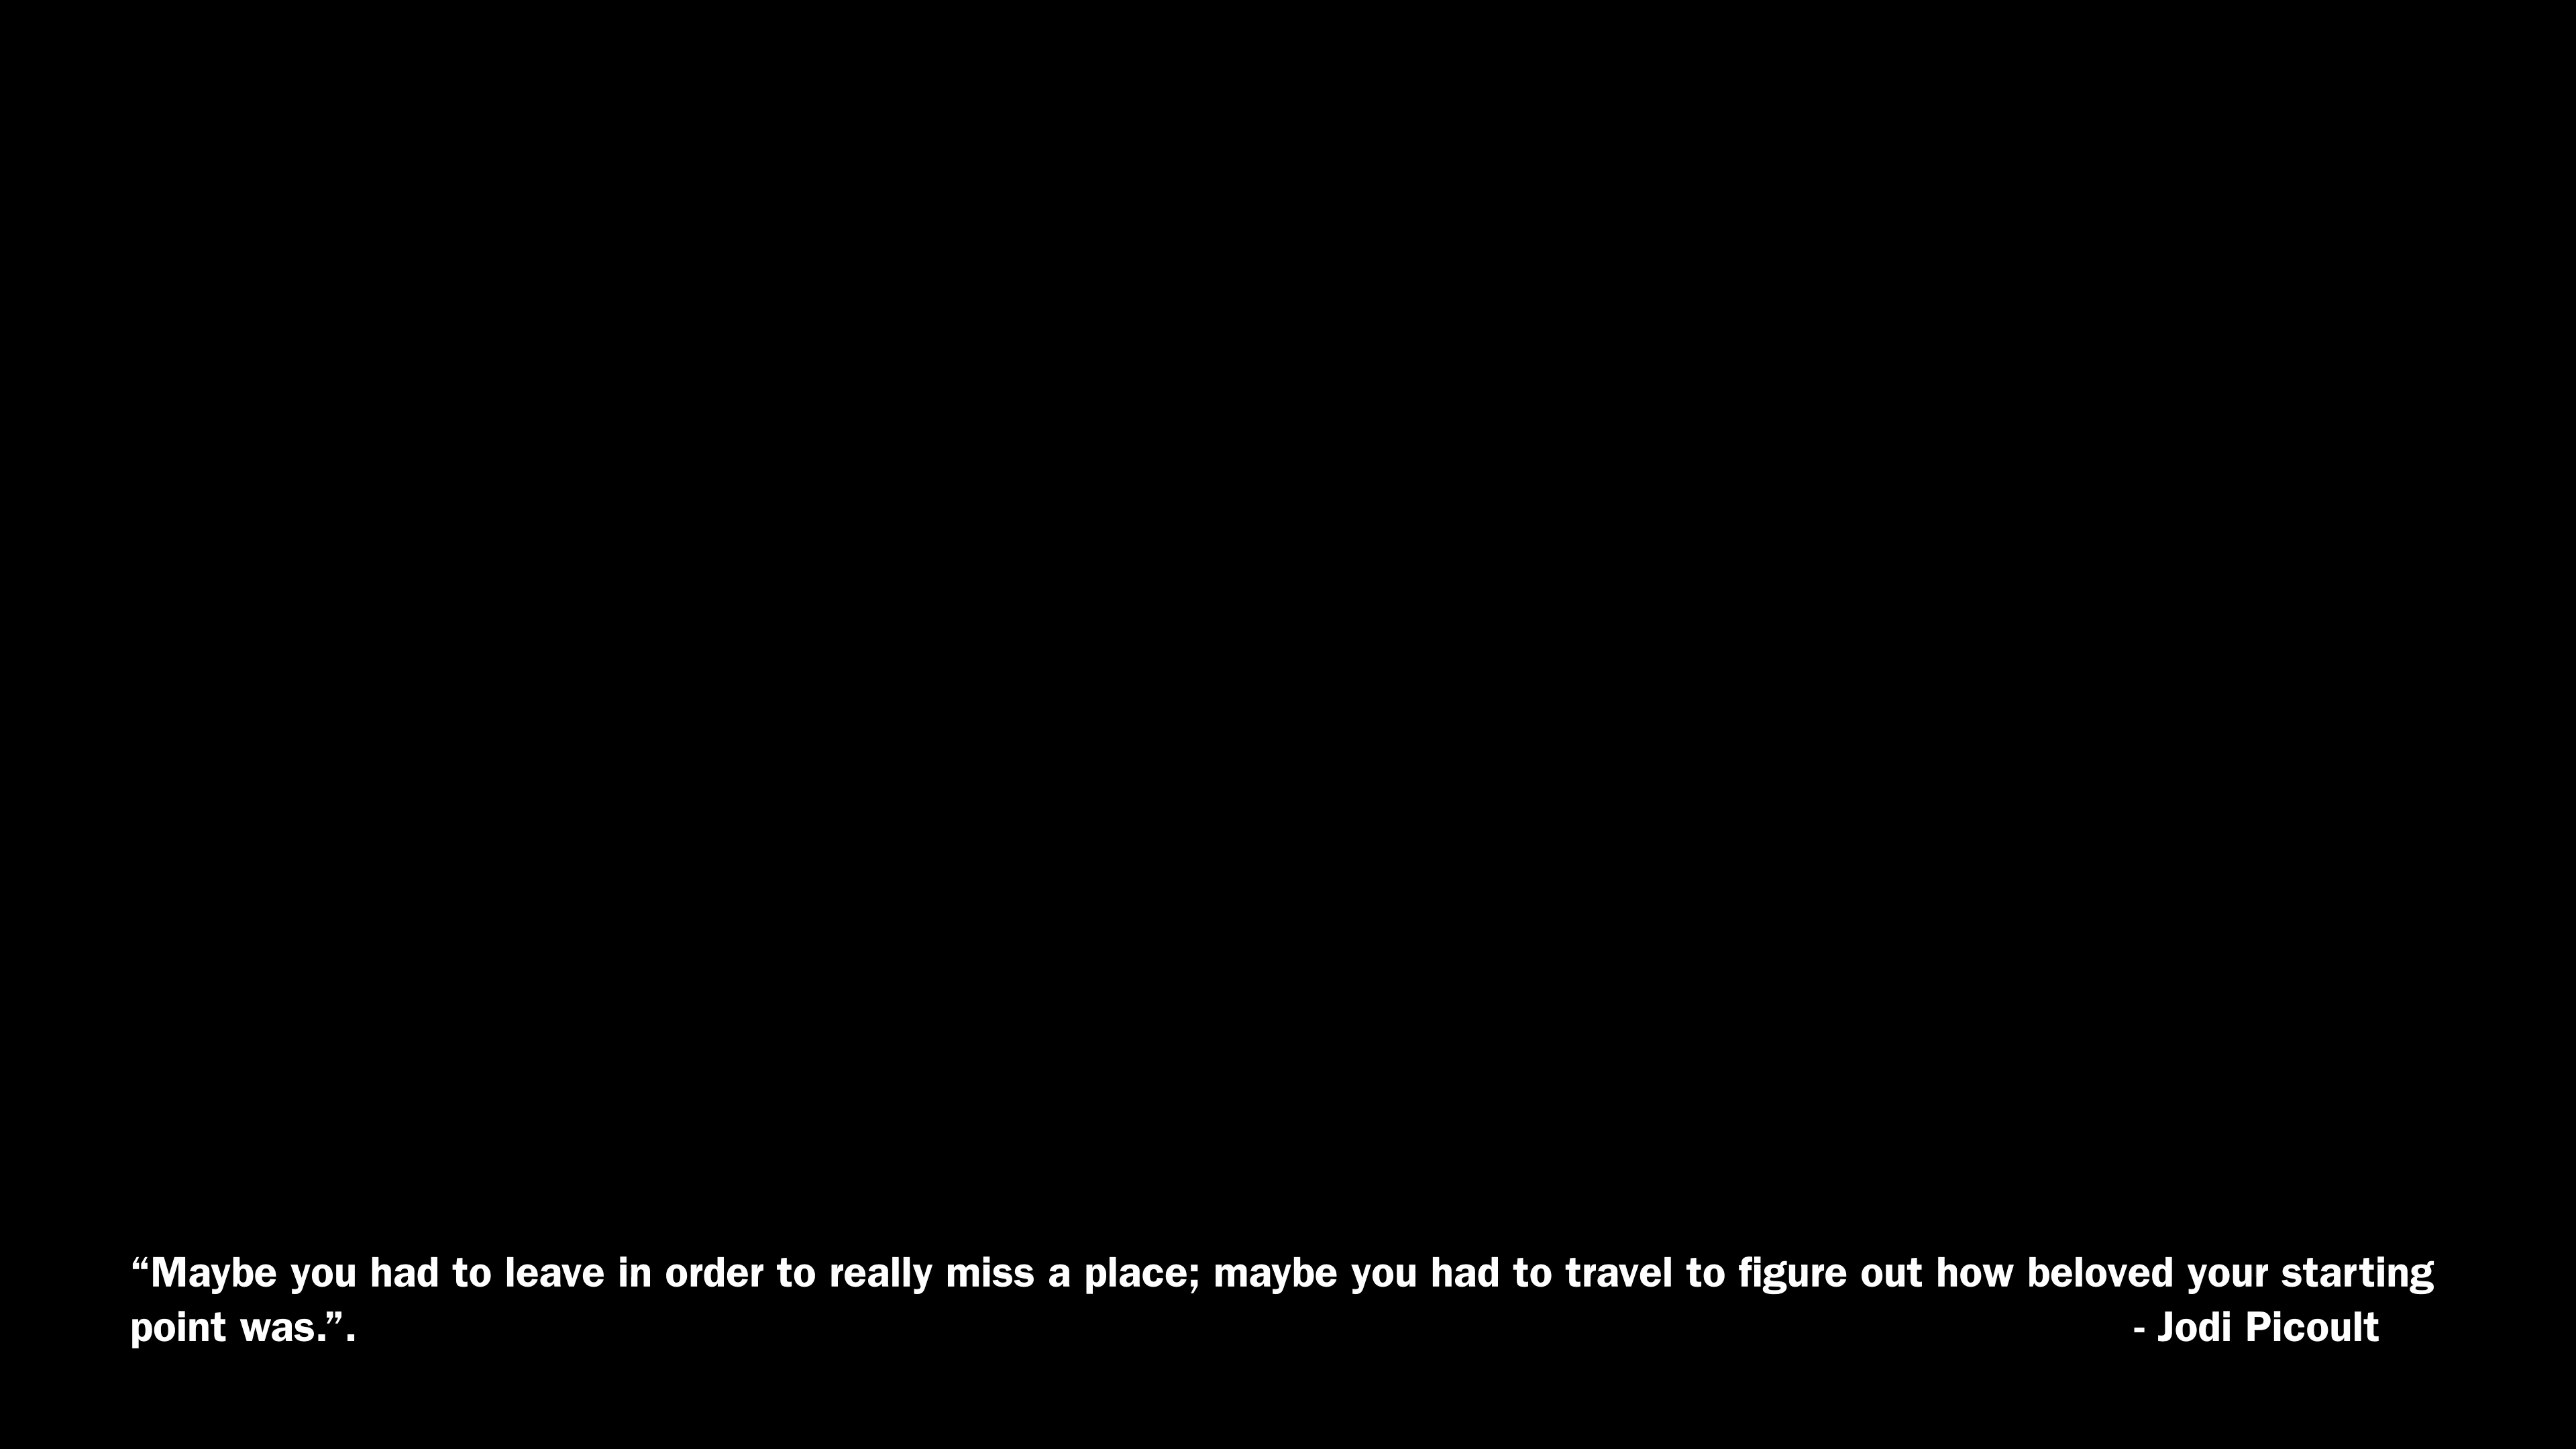 “Maybe you had to leave in order to really miss a place; maybe you had to travel to figure out how beloved your starting
point was.”. - Jodi Picoult